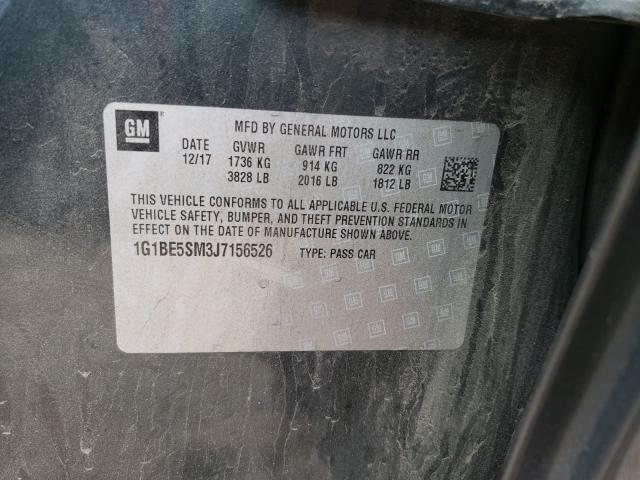 GM
MFD BY GENERAL MOTORS LLC
DATE GVWR GAWR FRT GAWR RR
12/17 1736 KG 914 KG 822 KG
3828 LB 2016 LB 1812 LB
THIS VEHICLE CONFORMS TO ALL APPLICABLE U.S. FEDERAL MOTOR
VEHICLE SAFETY, BUMPER, AND THEFT PREVENTION STANDARDS IN
EFFECT ON THE DATE OF MANUFACTURE SHOWN ABOVE.
1G1BE5SM3J7156526 TYPE: PASS CAR